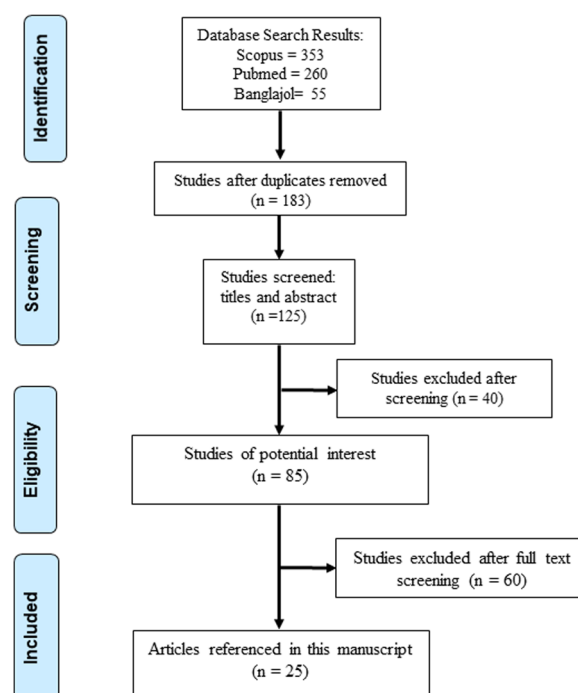 Identification
Database Search Results:
Scopus = 353
Pubmed = 260
Banglajol= 55
Studies after duplicates removed
(n = 183)
Screening
Studies screened:
titles and abstract
(n =125)
Studies excluded after
screening (n = 40)
Eligibility
Studies of potential interest
(n = 85)
Studies excluded after full text
screening (n = 60)
Included
Articles referenced in this manuscript
(n = 25)